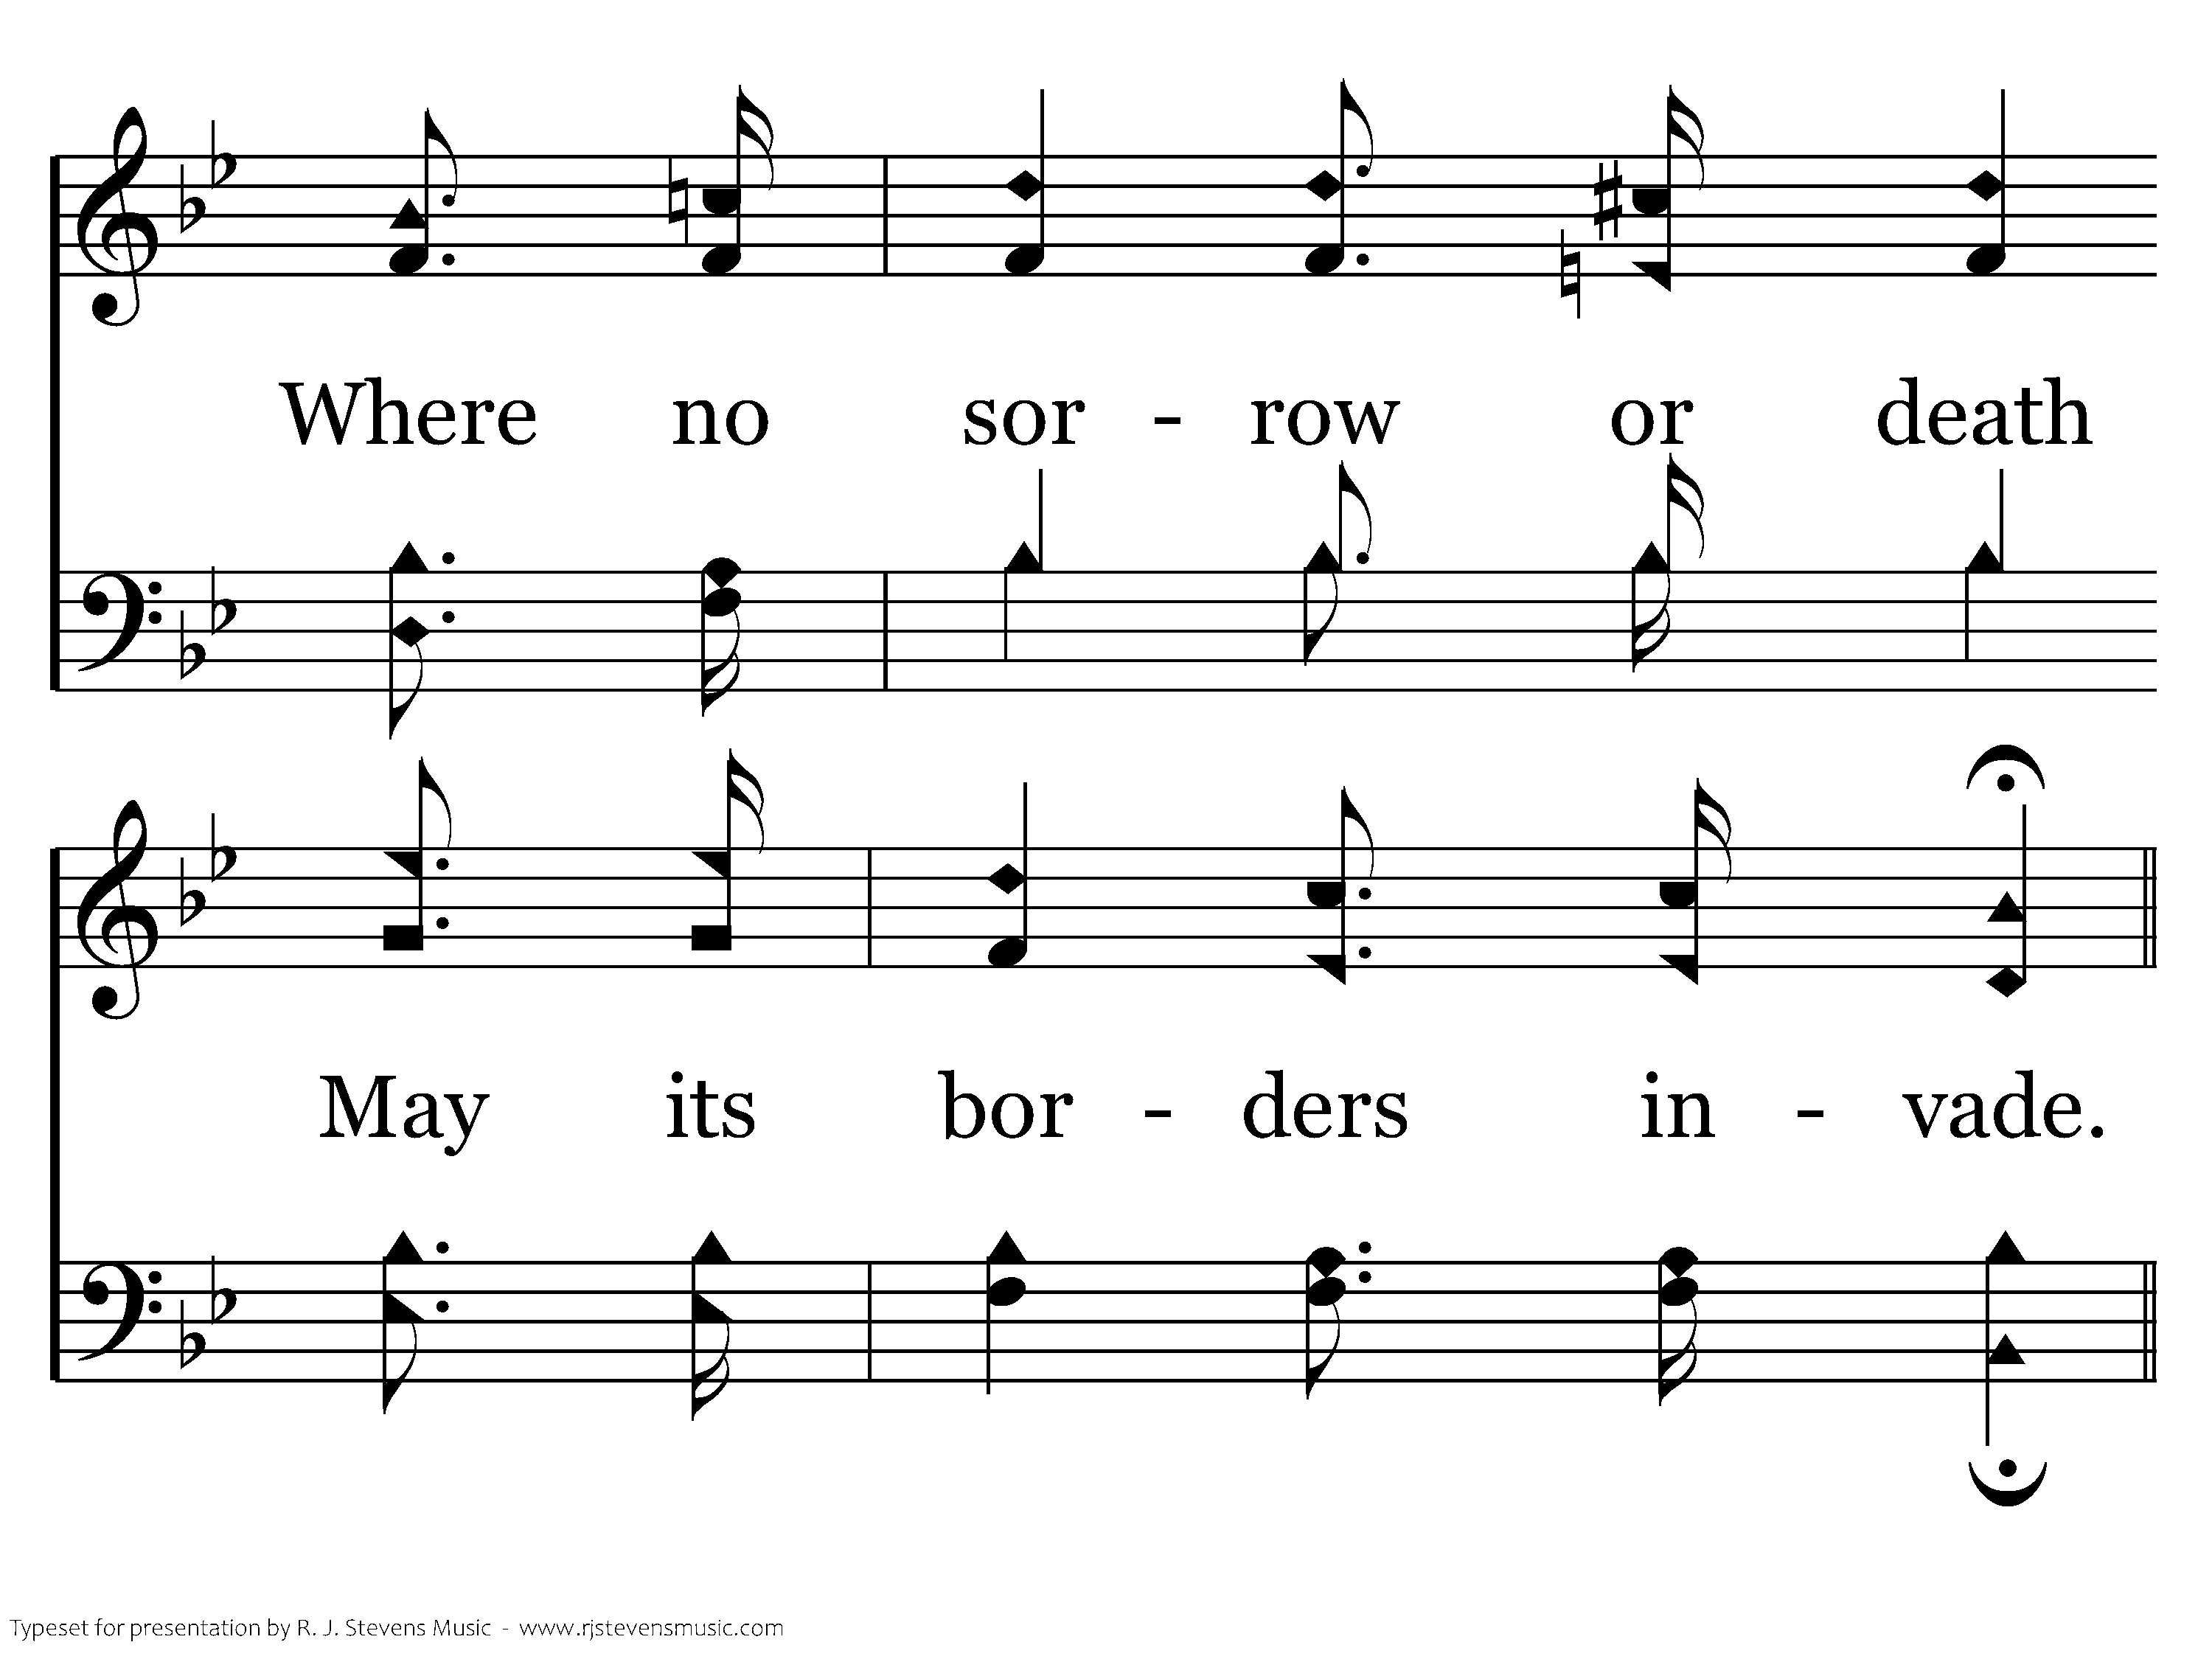 Where no sor - row or death
May its bor - ders in - vade.
Typeset for presentation by R. J. Stevens Music - www.rjstevensmusic.com